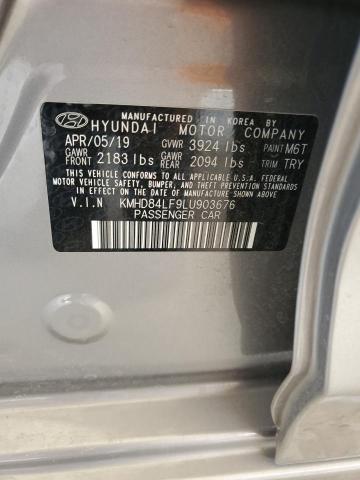 MANUFACTURED IN KOREA BY
HYUNDAI MOTOR COMPANY
APR/05/19 GVWR 3924 lbs PAINT M6T
GAWR FRONT 2183 lbs GAWR REAR 2094 lbs TRIM TRY
THIS VEHICLE CONFORMS TO ALL APPLICABLE U.S.A FEDERAL
MOTOR VEHICLE SAFETY, BUMPER, AND THEFT PREVENTION STANDARDS
IN EFFECT ON THE DATE OF MANUFACTURE SHOWN ABOVE.
V.I.N KMHD84LF9LU903676
PASSENGER CAR